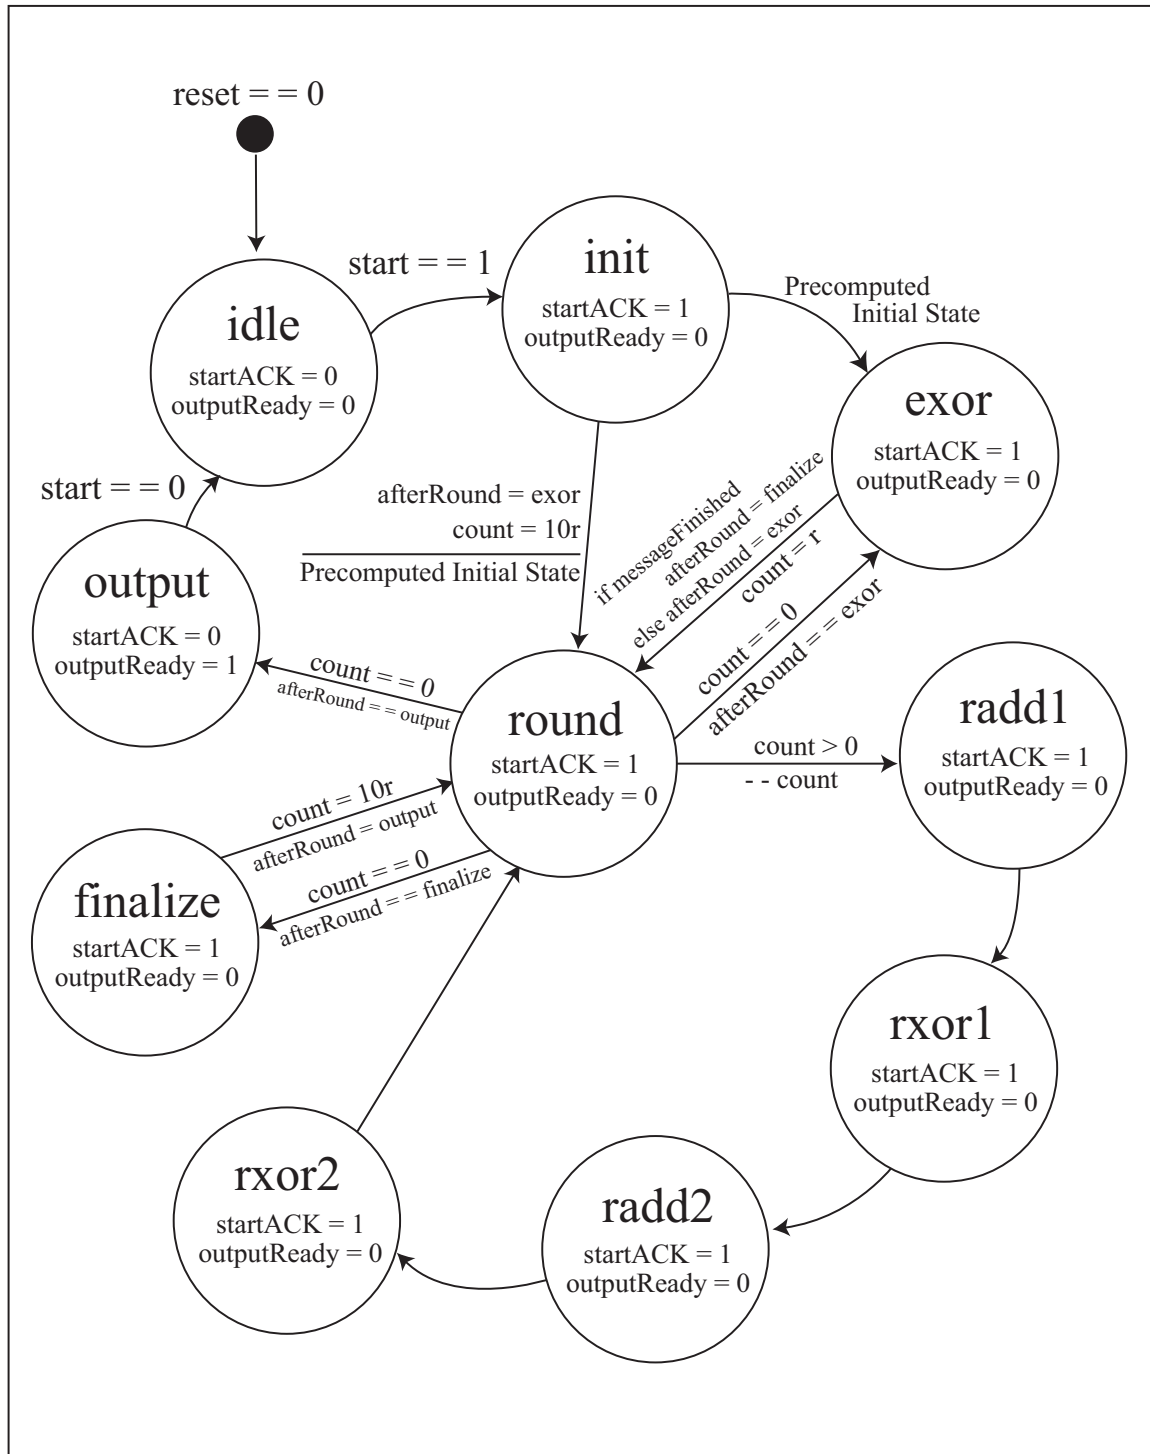 reset = = 0
start = = 1
init
startACK = 1
outputReady = 0
Precomputed
Initial State
idle
startACK = 0
outputReady = 0
exor
startACK = 1
outputReady = 0
start = = 0
afterRound = exor
count = 10r
Precomputed Initial State
if messageFinished
afterRound = finalize
else afterRound = exor
count = r
count = = 0
afterRound = = exor
output
startACK = 0
outputReady = 1
count = = 0
afterRound = = output
round
startACK = 1
outputReady = 0
count > 0
- - count
radd1
startACK = 1
outputReady = 0
count = 10r
afterRound = output
count = = 0
afterRound = = finalize
finalize
startACK = 1
outputReady = 0
rxor1
startACK = 1
outputReady = 0
rxor2
startACK = 1
outputReady = 0
radd2
startACK = 1
outputReady = 0